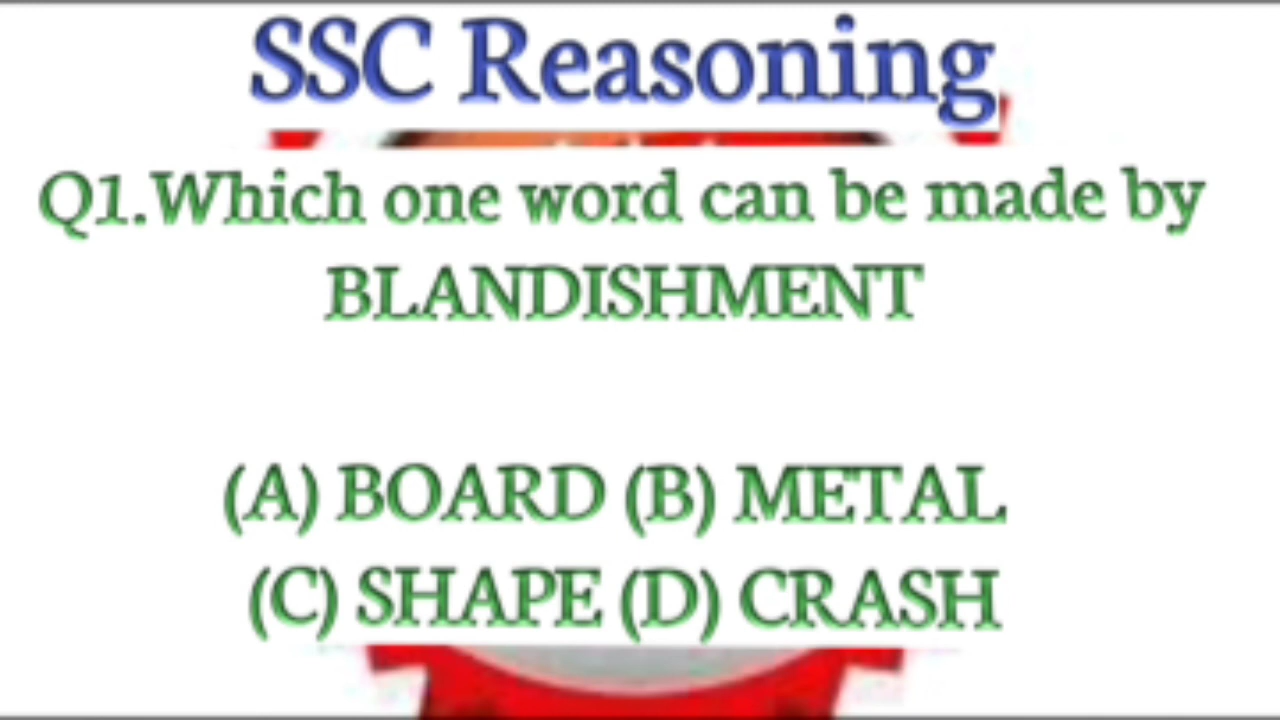 SSC Reasoning
Q1.Which one word can be made by
BLANDISHMENT
(A) BOARD (B) METAL
(C) SHAPE (D) CRASH